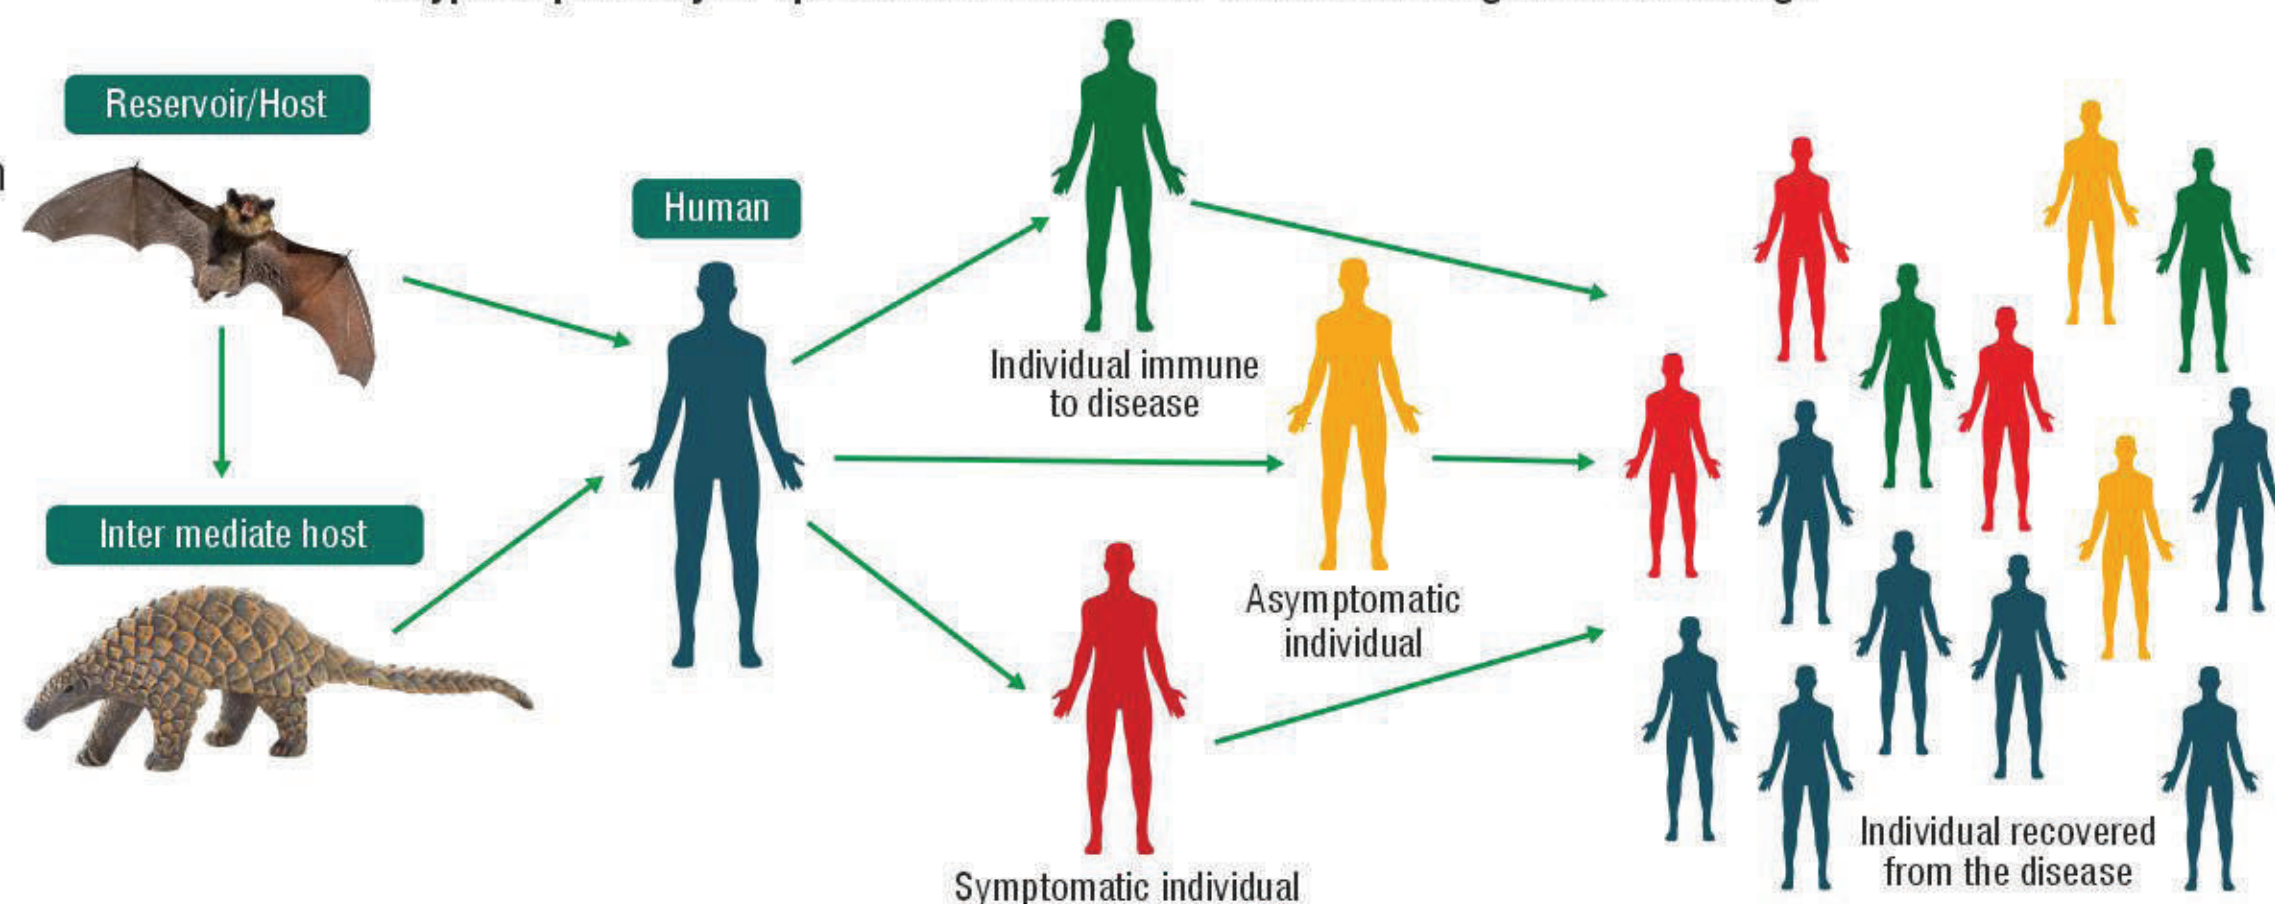 Reservoir/Host
Human
Individual immune
to disease
Inter mediate host
Asymptomatic
individual
Individual recovered
from the disease
Symptomatic individual